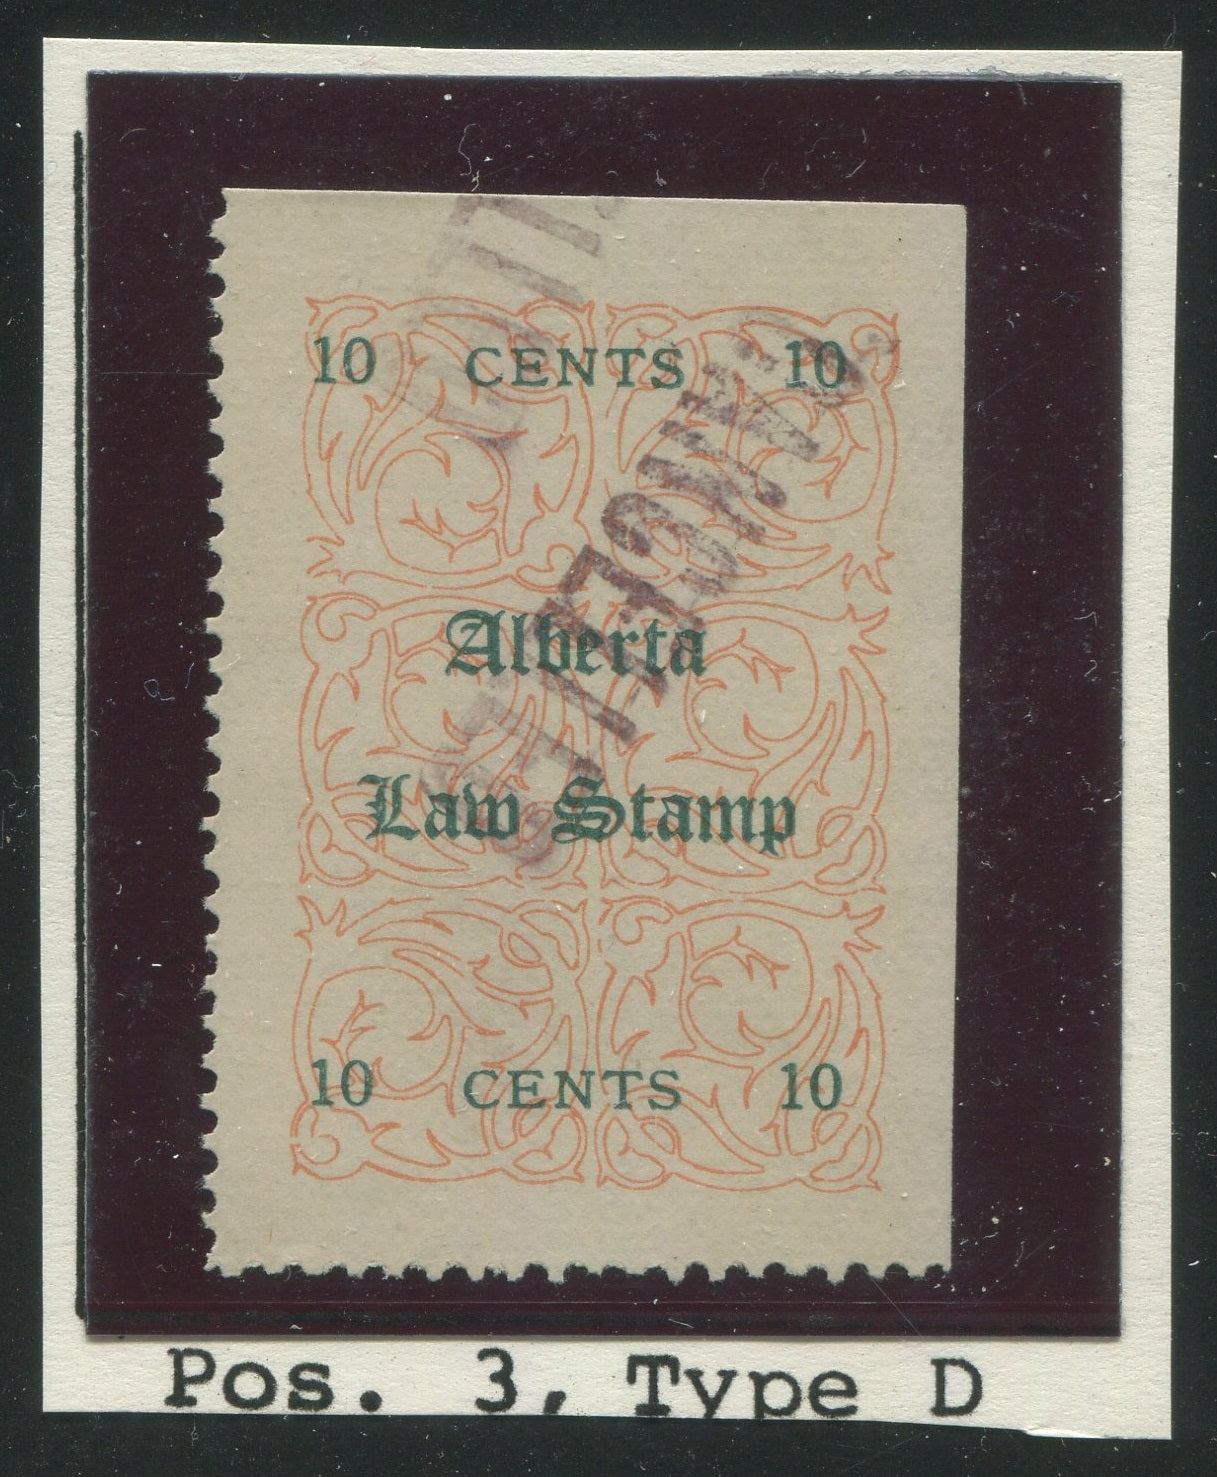 10 CENTS 10
Alberta
Law Stamp
10 CENTS 10
Pos. 3, Type D